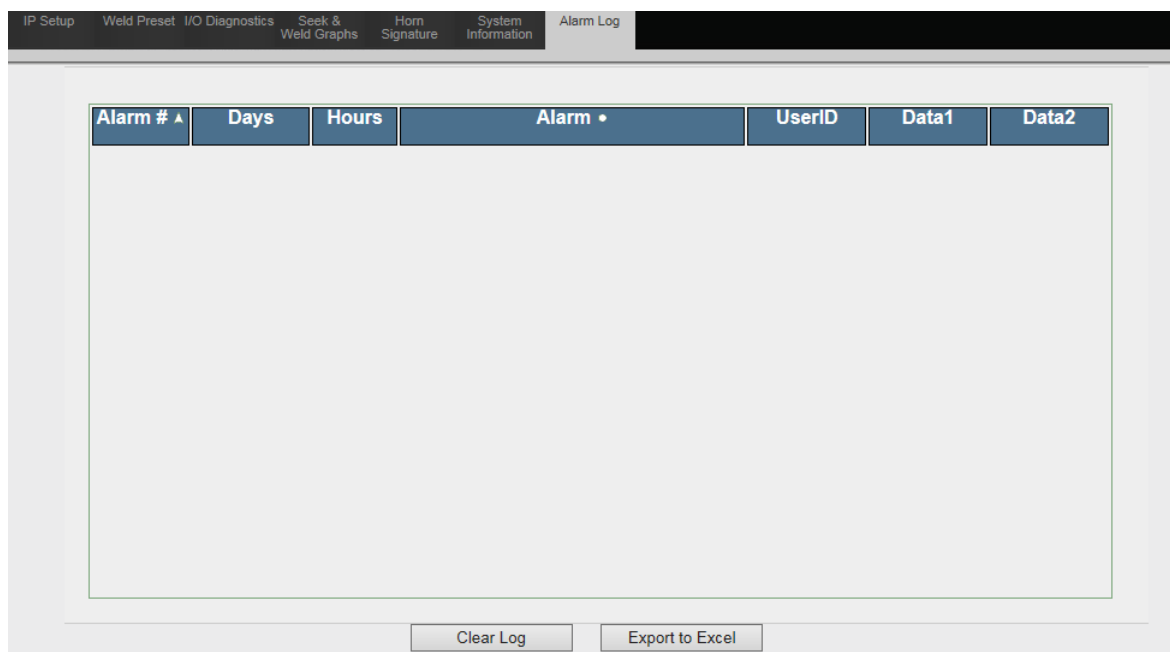 IP Setup Weld Preset I/O Diagnostics Seek & Weld Graphs Horn Signature System Information Alarm Log
Alarm # Days Hours Alarm • UserID Data1 Data2
Clear Log Export to Excel